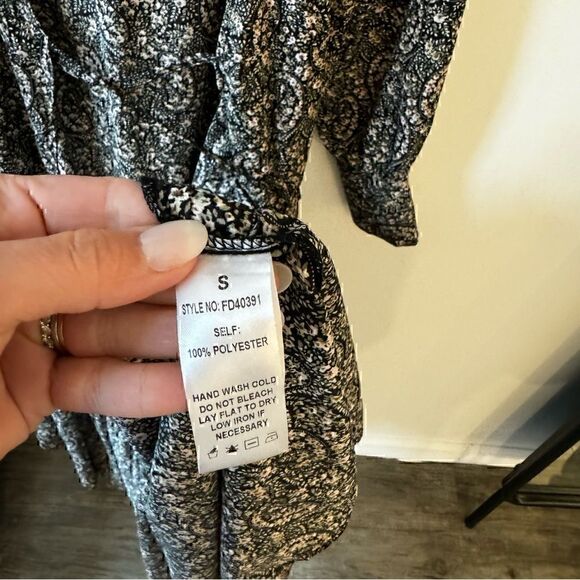 S
STYLE NO: FD40391
SELF:
100% POLYESTER
HAND WASH COLD
DO NOT BLEACH
LAY FLAT TO DRY
LOW IRON IF
NECESSARY